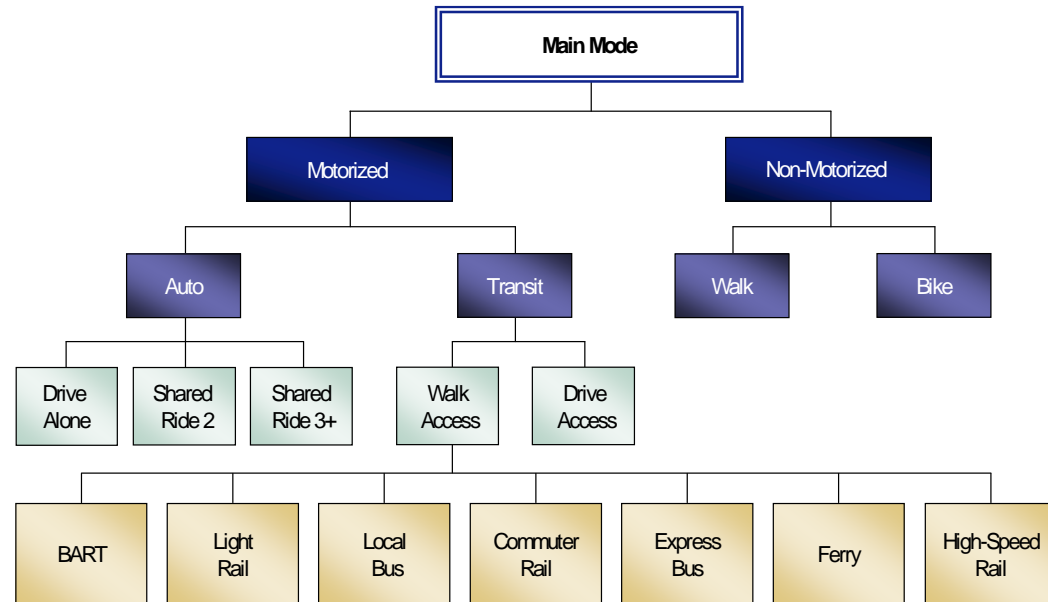 Main Mode
Motorized
Non-Motorized
Auto
Transit
Walk
Bike
Drive
Alone
Shared
Ride 2
Shared
Ride 3+
Walk
Access
Drive
Access
BART
Light
Rail
Local
Bus
Commuter
Rail
Express
Bus
Ferry
High-Speed
Rail